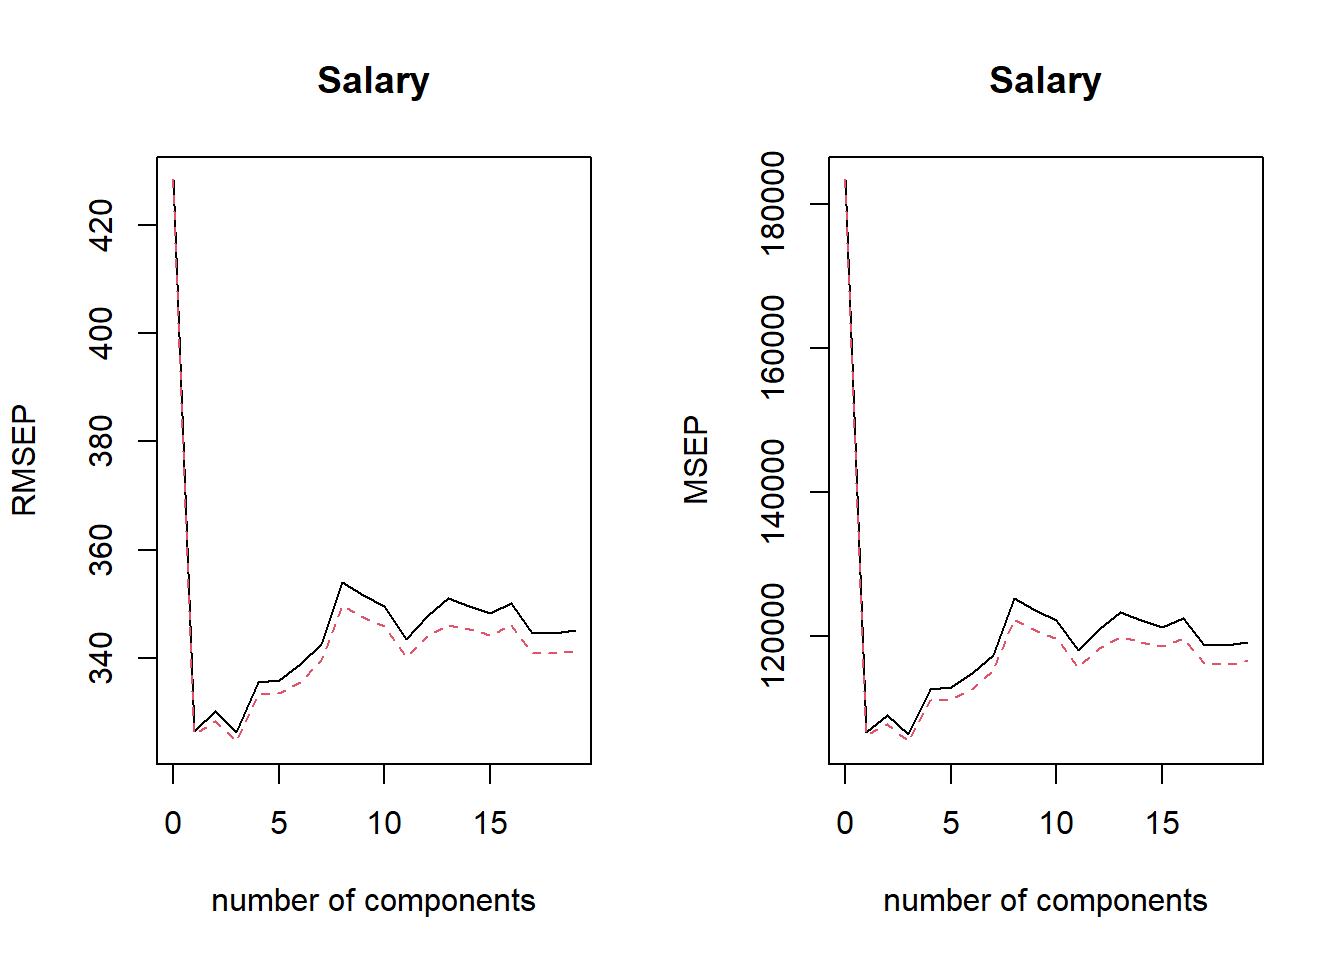 Salary
RMSEP
420
400
380
360
340
0 5 10 15
number of components
Salary
MSEP
180000
160000
140000
120000
0 5 10 15
number of components